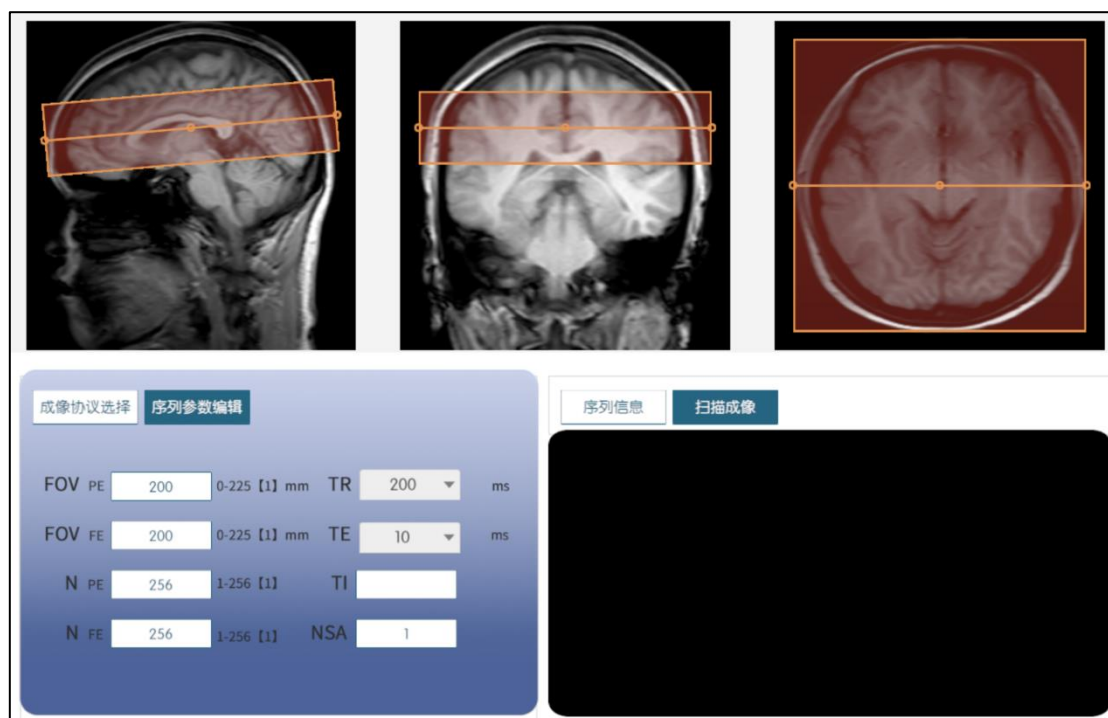 成像协议选择 序列参数编辑 序列信息 扫描成像
FOV PE 200 0-225【1】mm TR 200 ms
FOV FE 200 0-225【1】mm TE 10 ms
N PE 256 1-256【1】 TI
N FE 256 1-256【1】 NSA 1